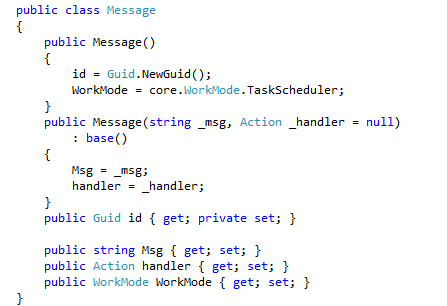 public class Message
{
    public Message()
    {
        id = Guid.NewGuid();
        WorkMode = core.WorkMode.TaskScheduler;
    }
    public Message(string _msg, Action _handler = null)
        : base()
    {
        Msg = _msg;
        handler = _handler;
    }
    public Guid id { get; private set; }

    public string Msg { get; set; }
    public Action handler { get; set; }
    public WorkMode WorkMode { get; set; }
}